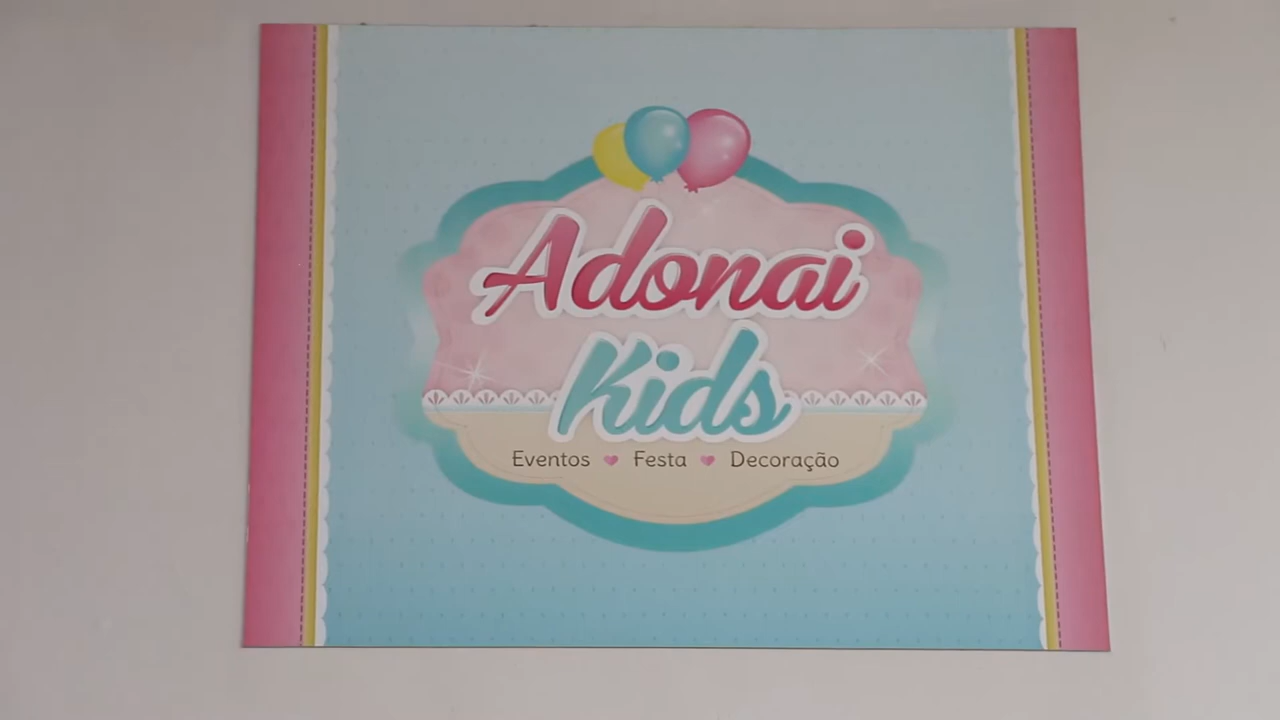 Adonai
Kids
Eventos ♥ Festa ♥ Decoração